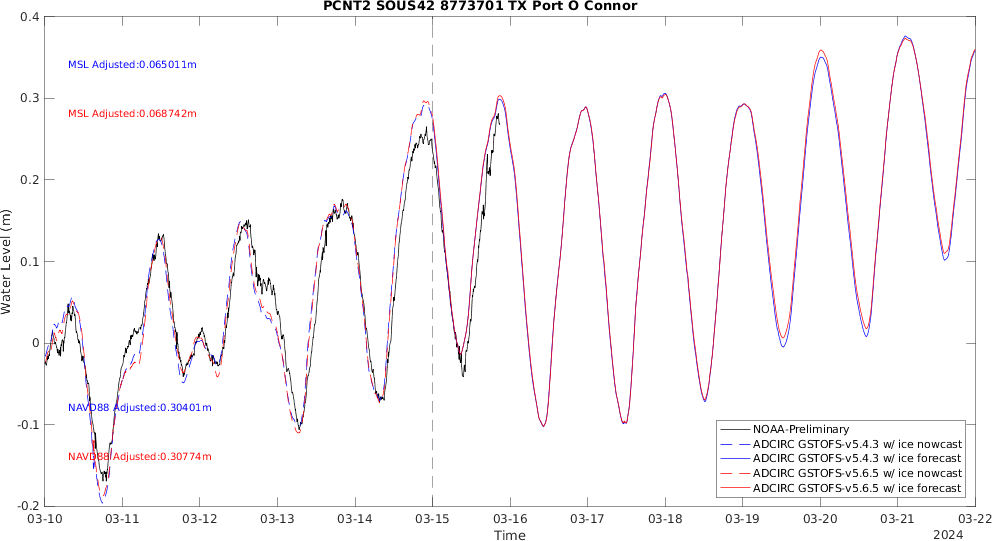 PCNT2 SOUS42 8773701 TX Port O Connor
0.4
MSL Adjusted:0.065011m
0.3
MSL Adjusted:0.068742m
0.2
0.1
Water Level (m)
0
NAVD88 Adjusted:0.30401m
-0.1
NAVD88 Adjusted:0.30774m
-0.2
NOAA-Preliminary
ADCIRC GSTOFS-v5.4.3 w/ ice nowcast
ADCIRC GSTOFS-v5.4.3 w/ ice forecast
ADCIRC GSTOFS-v5.6.5 w/ ice nowcast
ADCIRC GSTOFS-v5.6.5 w/ ice forecast
03-10 03-11 03-12 03-13 03-14 03-15 03-16 03-17 03-18 03-19 03-20 03-21 03-22
Time
2024